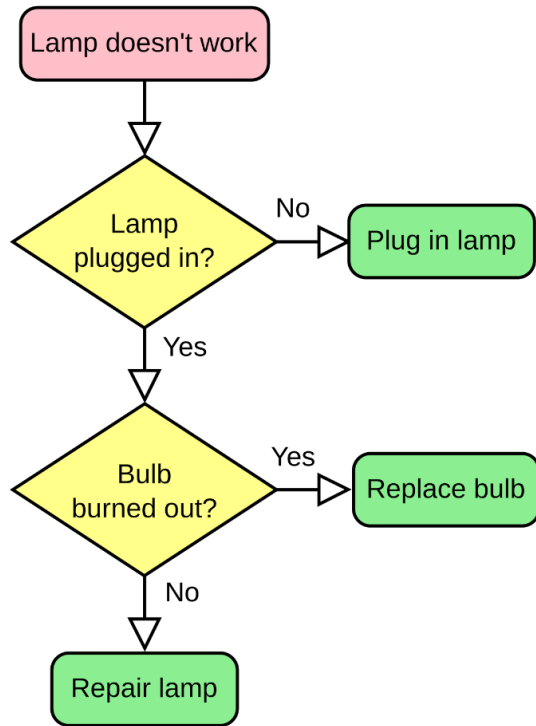 Lamp doesn't work
Lamp
plugged in?
No
Plug in lamp
Yes
Bulb
burned out?
Yes
Replace bulb
No
Repair lamp